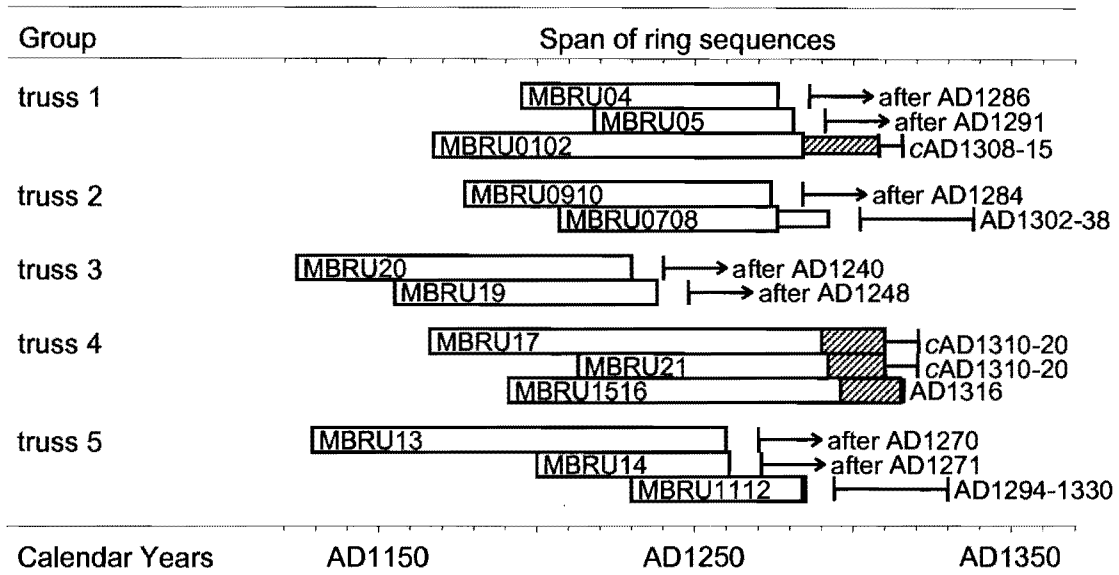 Group Span of ring sequences
truss 1
MBRU04 after AD1286
MBRU05 after AD1291
MBRU0102 cAD1308-15
truss 2
MBRU0910 after AD1284
MBRU0708 AD1302-38
truss 3
MBRU20 after AD1240
MBRU19 after AD1248
truss 4
MBRU17 cAD1310-20
MBRU21 cAD1310-20
MBRU1516 AD1316
truss 5
MBRU13 after AD1270
MBRU14 after AD1271
MBRU1112 AD1294-1330
Calendar Years AD1150 AD1250 AD1350